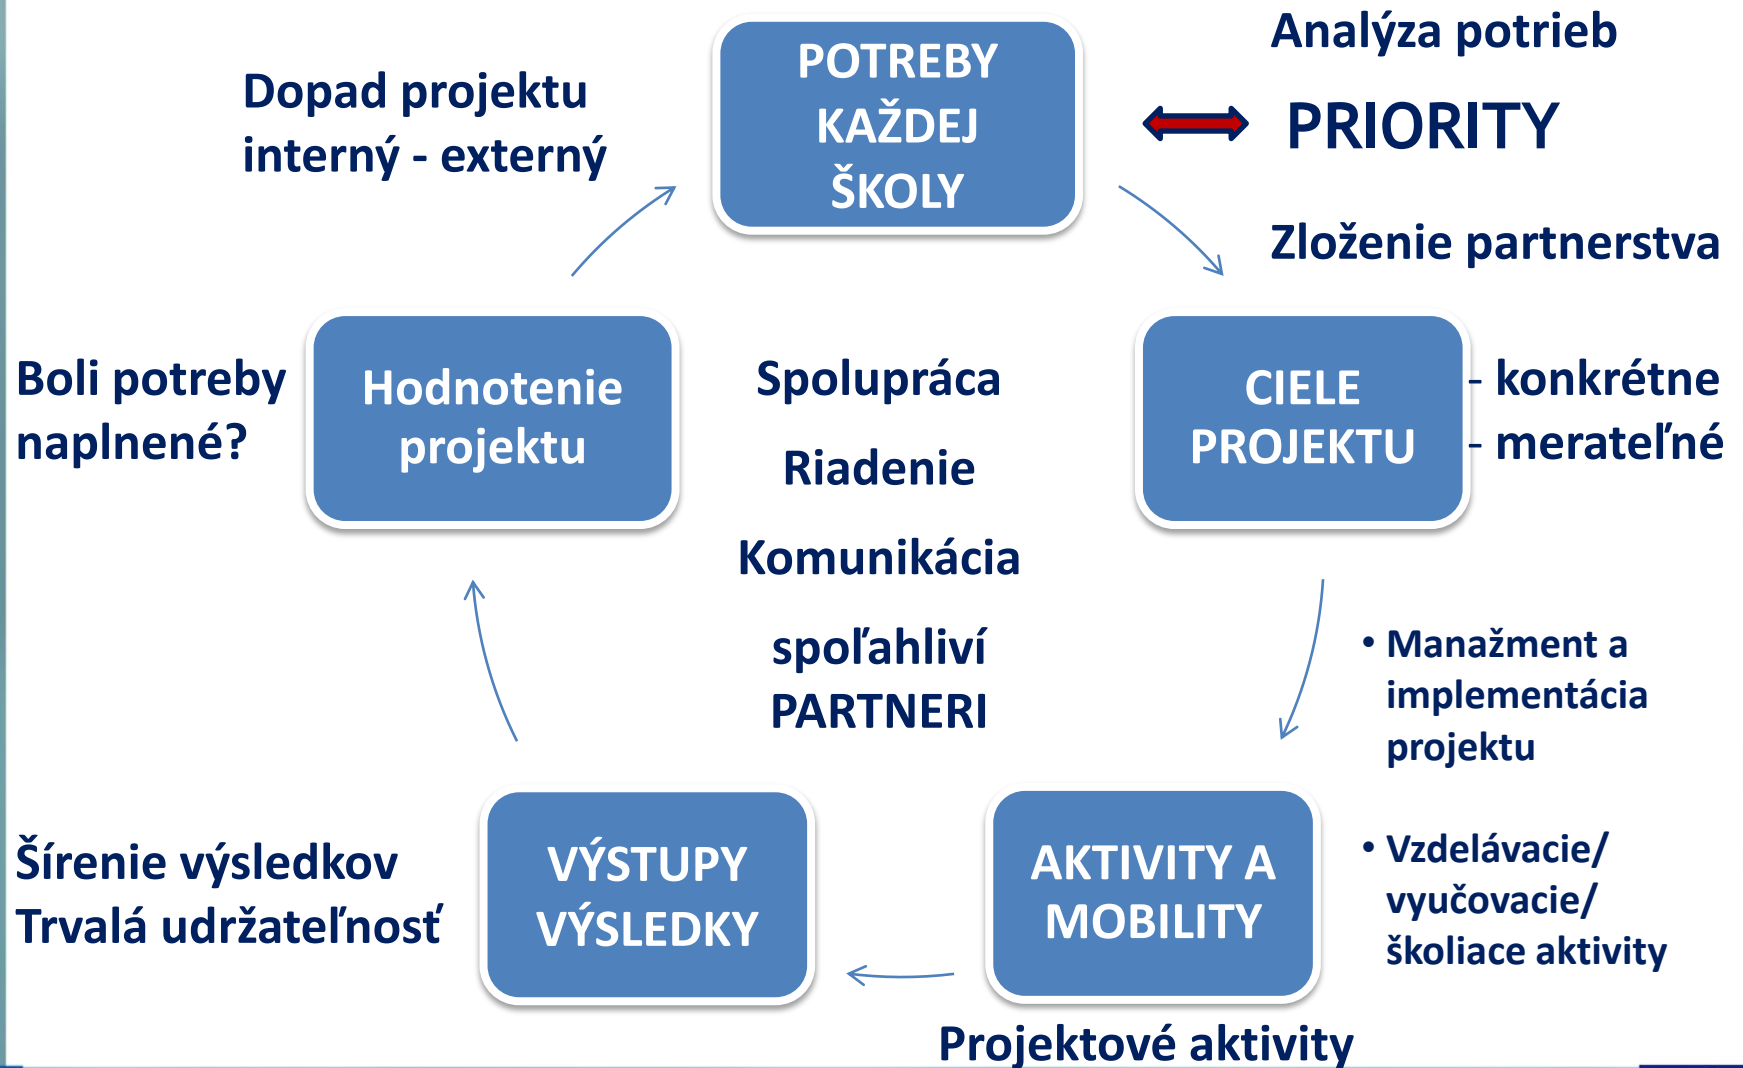 Analýza potrieb
POTREBY
KAŽDEJ
ŠKOLY
PRIORITY
Dopad projektu
interný - externý
Zloženie partnerstva
Boli potreby
naplnené?
Hodnotenie
projektu
Spolupráca
Riadenie
Komunikácia
spoľahliví
PARTNERI
CIELE
PROJEKTU
- konkrétne
- merateľné
• Manažment a
implementácia
projektu
• Vzdelávacie/
vyučovacie/
školiace aktivity
AKTIVITY A
MOBILITY
Projektové aktivity
VÝSTUPY
VÝSLEDKY
Šírenie výsledkov
Trvalá udržateľnosť